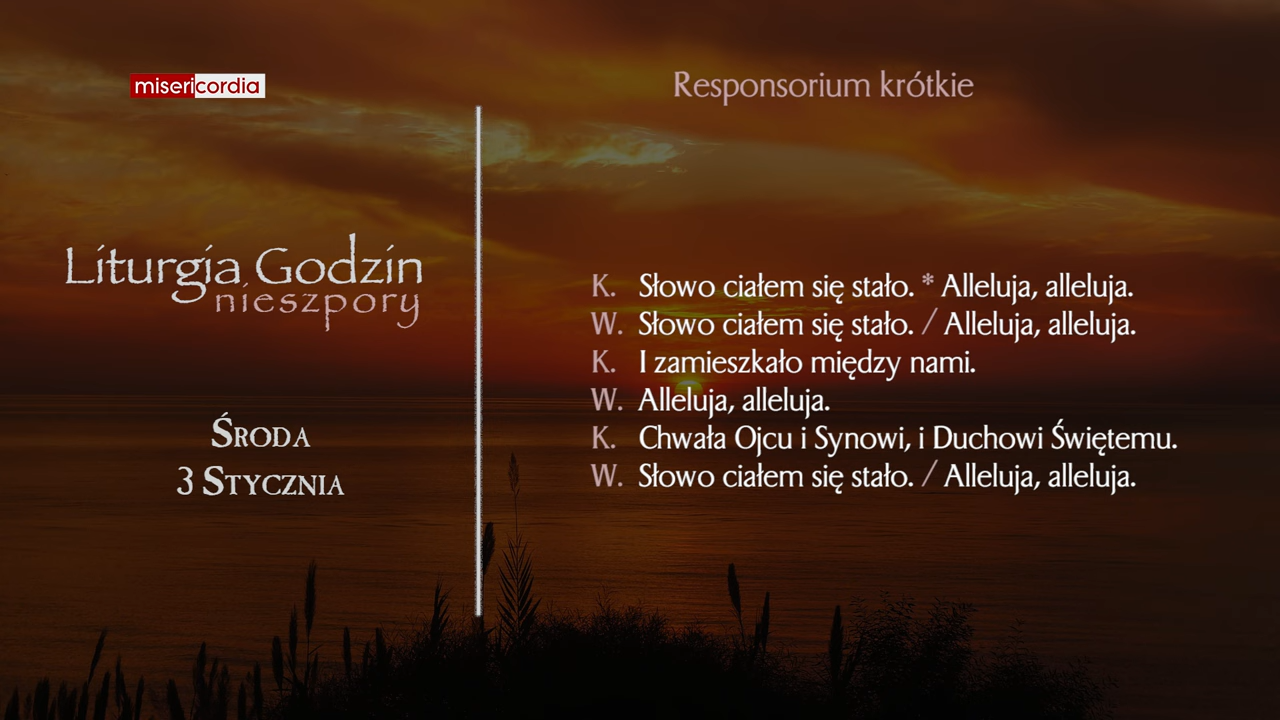 misericordia
Liturgia Godzin
nieszpory
Środa
3 Stycznia
Responsorium krótkie
K. Słowo ciałem się stało. * Alleluja, alleluja.
W. Słowo ciałem się stało. / Alleluja, alleluja.
K. I zamieszkało między nami.
W. Alleluja, alleluja.
K. Chwała Ojcu i Synowi, i Duchowi Świętemu.
W. Słowo ciałem się stało. / Alleluja, alleluja.